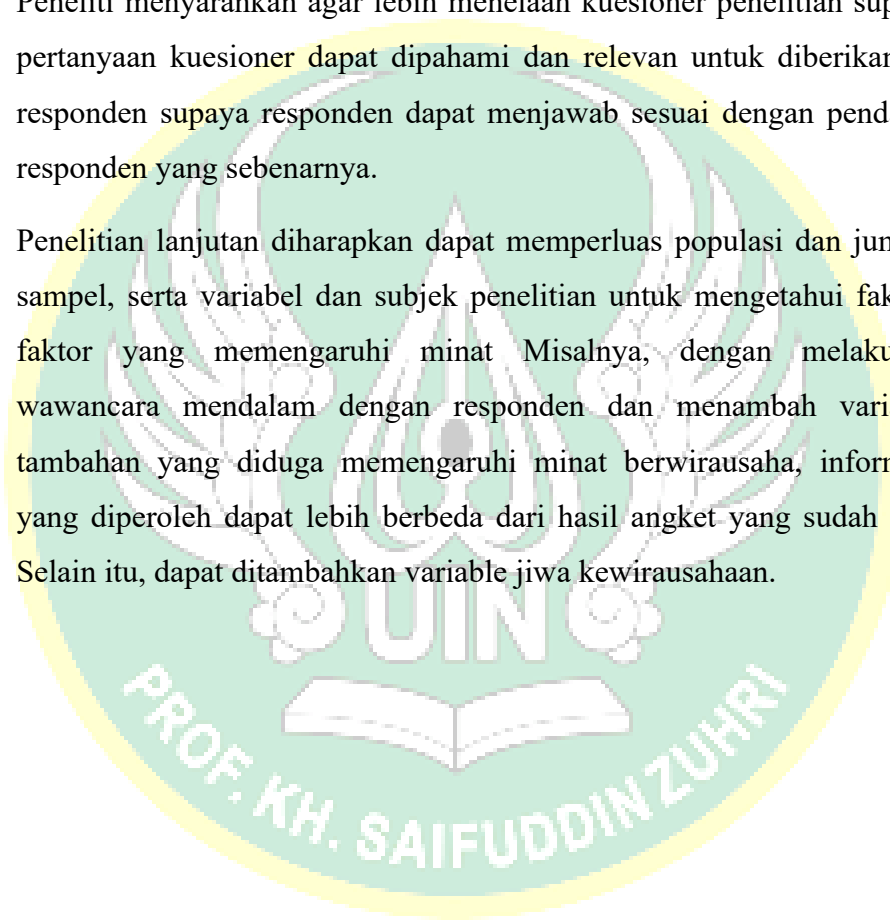 Peneliti menyarankan agar lebih menelaah kuesioner penelitian sup
pertanyaan kuesioner dapat dipahami dan relevan untuk diberikan
responden supaya responden dapat menjawab sesuai dengan pend
responden yang sebenarnya.
Penelitian lanjutan diharapkan dapat memperluas populasi dan jum
sampel, serta variabel dan subjek penelitian untuk mengetahui fak
faktor yang memengaruhi minat Misalnya, dengan melaku
wawancara mendalam dengan responden dan menambah vari
tambahan yang diduga memengaruhi minat berwirausaha, inform
yang diperoleh dapat lebih berbeda dari hasil angket yang sudah
Selain itu, dapat ditambahkan variable jiwa kewirausahaan.
UIN
PROF. KH. SAIFUDDIN ZUHRI